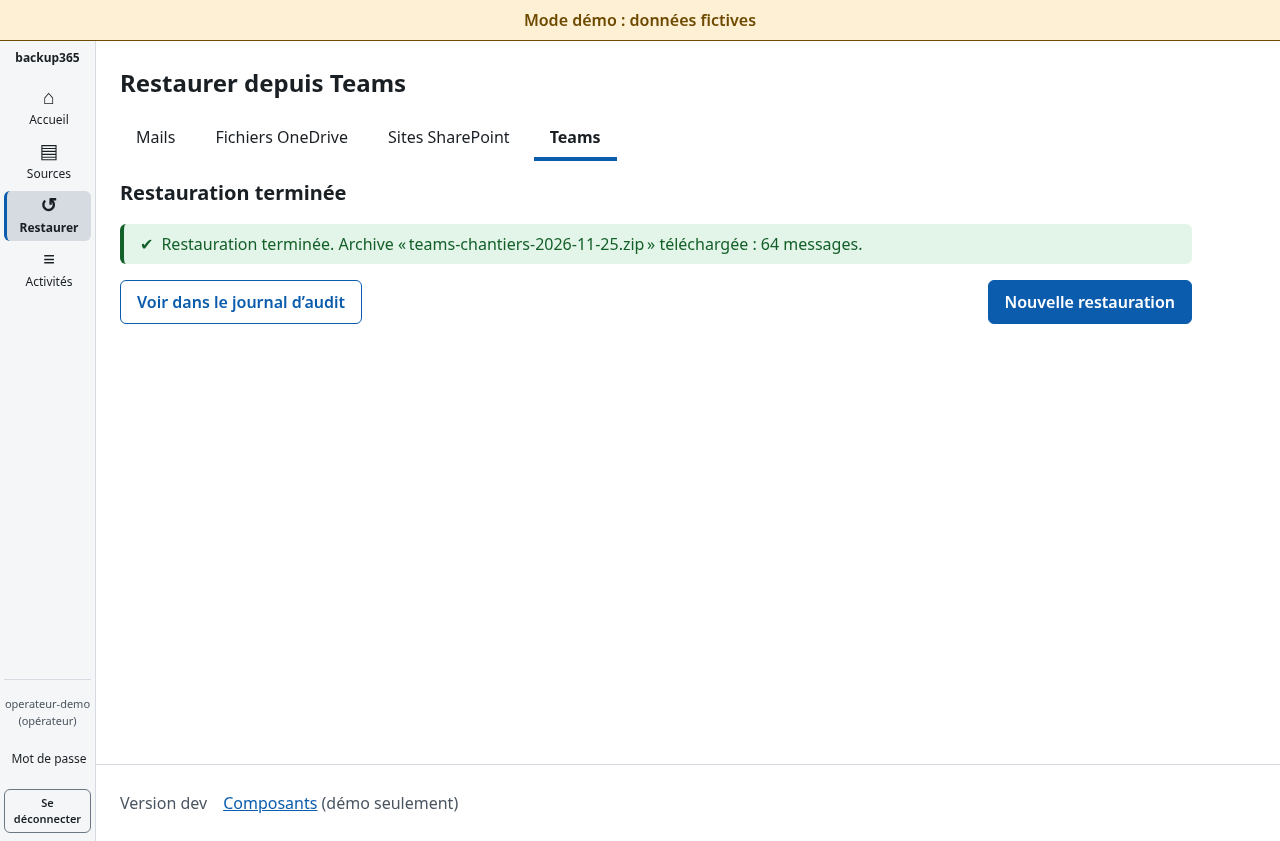 Mode démo : données fictives
backup365
Accueil
Sources
Restaurer
Activités
operateur-demo
(opérateur)
Mot de passe
Se
déconnecter
Restaurer depuis Teams
Mails
Fichiers OneDrive
Sites SharePoint
Teams
Restauration terminée
✔ Restauration terminée. Archive « teams-chantiers-2026-11-25.zip » téléchargée : 64 messages.
Voir dans le journal d’audit
Nouvelle restauration
Version dev Composants (démo seulement)